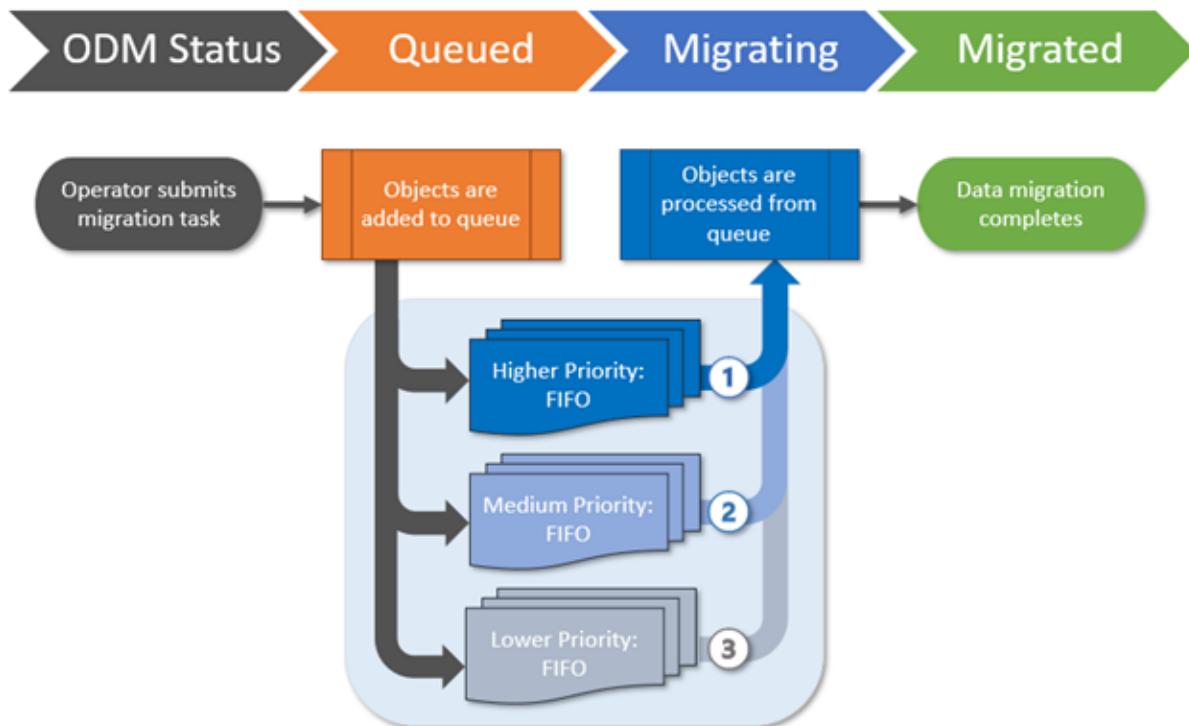 ODM Status
Queued
Migrating
Migrated
Operator submits
migration task
Objects are
added to queue
Objects are
processed from
queue
Data migration
completes
Higher Priority:
FIFO
1
Medium Priority:
FIFO
2
Lower Priority:
FIFO
3